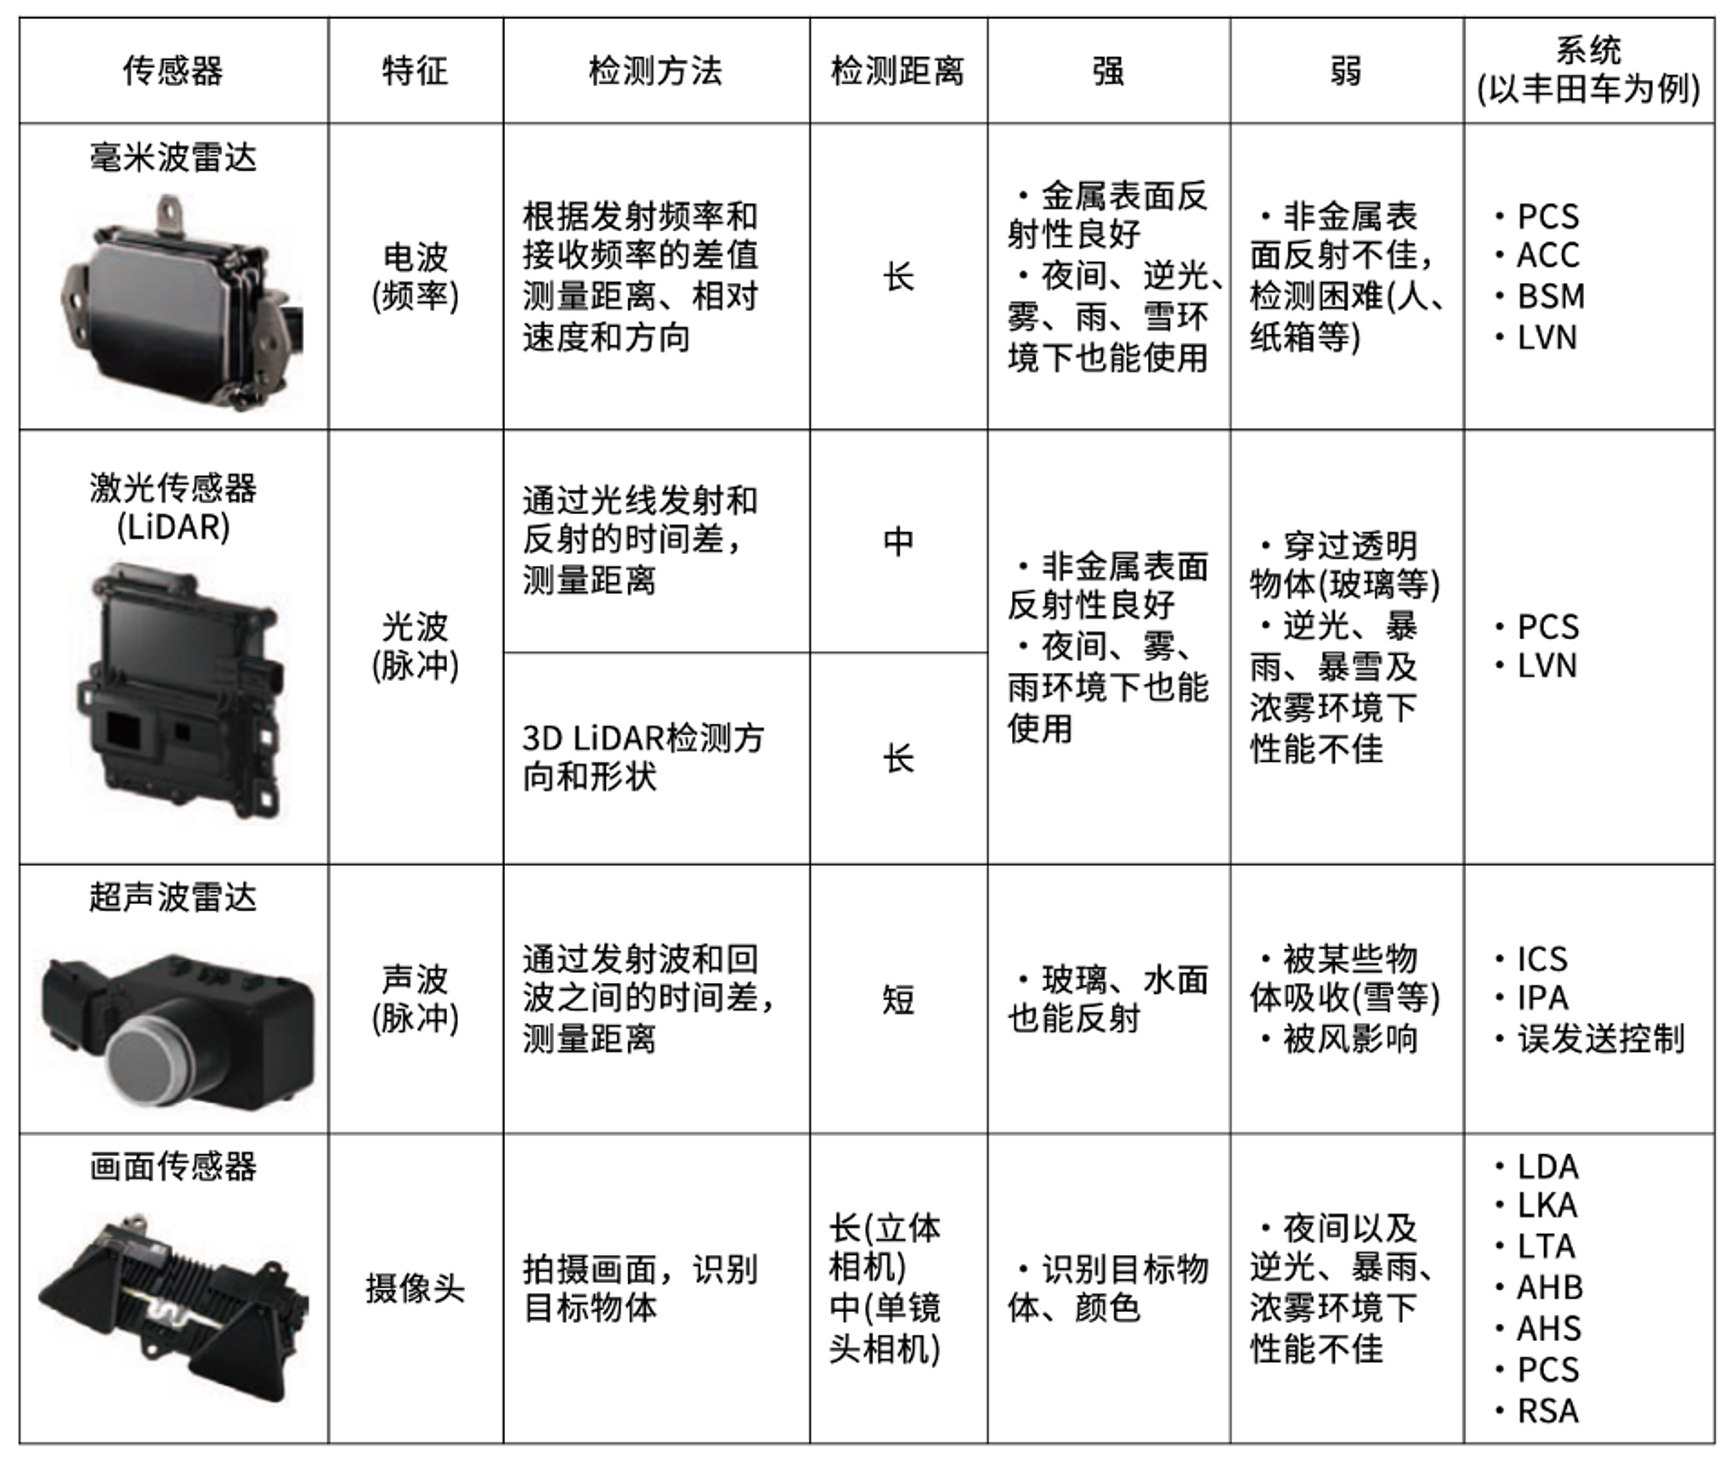 传感器
特征
检测方法
检测距离
强
弱
系统
(以丰田车为例)
毫米波雷达
电波
(频率)
根据发射频率和
接收频率的差值
测量距离、相对
速度和方向
长
・金属表面反
射性良好
・夜间、逆光、
雾、雨、雪环
境下也能使用
・非金属表
面反射不佳，
检测困难(人、
纸箱等)
・PCS
・ACC
・BSM
・LVN
激光传感器
(LiDAR)
光波
(脉冲)
通过光线发射和
反射的时间差，
测量距离
中
3D LiDAR检测方
向和形状
长
・非金属表面
反射性良好
・夜间、雾、
雨环境下也能
使用
・穿过透明
物体(玻璃等)
・逆光、暴
雨、暴雪及
浓雾环境下
性能不佳
・PCS
・LVN
超声波雷达
声波
(脉冲)
通过发射波和回
波之间的时间差，
测量距离
短
・玻璃、水面
也能反射
・被某些物
体吸收(雪等)
・被风影响
・ICS
・IPA
・误发送控制
画面传感器
摄像头
拍摄画面，识别
目标物体
长(立体
相机)
中(单镜
头相机)
・识别目标物
体、颜色
・夜间以及
逆光、暴雨、
浓雾环境下
性能不佳
・LDA
・LKA
・LTA
・AHB
・AHS
・PCS
・RSA